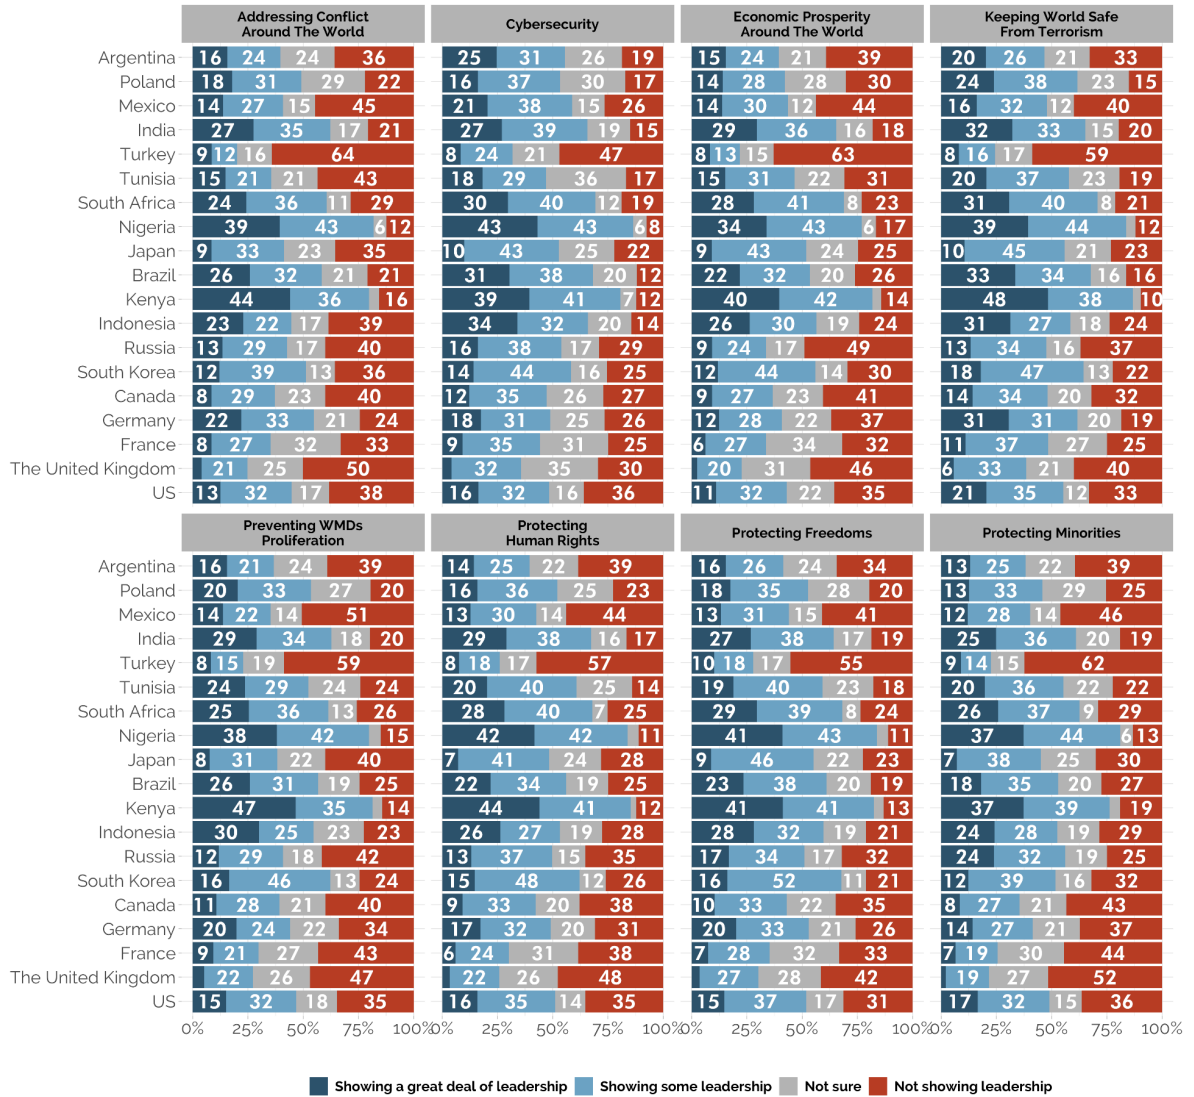 Addressing Conflict
Around The World
Cybersecurity
Economic Prosperity
Around The World
Keeping World Safe
From Terrorism
Argentina 16 24 24 36 25 31 26 19 15 24 21 39 20 26 21 33
Poland 18 31 29 22 16 37 30 17 14 28 28 30 24 38 23 15
Mexico 14 27 15 45 21 38 15 26 14 30 12 44 16 32 12 40
India 27 35 17 21 27 39 19 15 29 36 16 18 32 33 15 20
Turkey 9 12 16 64 8 24 21 47 8 13 15 63 8 16 17 59
Tunisia 15 21 21 43 18 29 36 17 15 31 22 31 20 37 23 19
South Africa 24 36 11 29 30 40 12 19 28 41 8 23 31 40 8 21
Nigeria 39 43 6 12 43 43 6 8 34 43 6 17 39 44 12
Japan 9 33 23 35 10 43 25 22 9 43 24 25 10 45 21 23
Brazil 26 32 21 21 31 38 20 12 22 32 20 26 33 34 16 16
Kenya 44 36 16 39 41 7 12 40 42 14 48 38 10
Indonesia 23 22 17 39 34 32 20 14 26 30 19 24 31 27 18 24
Russia 13 29 17 40 16 38 17 29 9 24 17 49 13 34 16 37
South Korea 12 39 13 36 14 44 16 25 12 44 14 30 18 47 13 22
Canada 8 29 23 40 12 35 26 27 9 27 23 41 14 34 20 32
Germany 22 33 21 24 18 31 25 26 12 28 22 37 31 31 20 19
France 8 27 32 33 9 35 31 25 6 27 34 32 11 37 27 25
The United Kingdom 21 25 50 32 35 30 20 31 46 6 33 21 40
US 13 32 17 38 16 32 16 36 11 32 22 35 21 35 12 33
Preventing WMDs
Proliferation
Protecting
Human Rights
Protecting Freedoms
Protecting Minorities
Argentina 16 21 24 39 14 25 22 39 16 26 24 34 13 25 22 39
Poland 20 33 27 20 16 36 25 23 18 35 28 20 13 33 29 25
Mexico 14 22 14 51 13 30 14 44 13 31 15 41 12 28 14 46
India 29 34 18 20 29 38 16 17 27 38 17 19 25 36 20 19
Turkey 8 15 19 59 8 18 17 57 10 18 17 55 9 14 15 62
Tunisia 24 29 24 24 20 40 25 14 19 40 23 18 20 36 22 22
South Africa 25 36 13 26 28 40 7 25 29 39 8 24 26 37 9 29
Nigeria 38 42 15 42 42 11 41 43 11 37 44 6 13
Japan 8 31 22 40 7 41 24 28 9 46 22 23 7 38 25 30
Brazil 26 31 19 25 22 34 19 25 23 38 20 19 18 35 20 27
Kenya 47 35 14 44 41 12 41 41 13 37 39 19
Indonesia 30 25 23 23 26 27 19 28 28 32 19 21 24 28 19 29
Russia 12 29 18 42 13 37 15 35 17 34 17 32 24 32 19 25
South Korea 16 46 13 24 15 48 12 26 16 52 11 21 12 39 16 32
Canada 11 28 21 40 9 33 20 38 10 33 22 35 8 27 21 43
Germany 20 24 22 34 17 32 20 31 20 33 21 26 14 27 21 37
France 9 21 27 43 6 24 31 38 7 28 32 33 7 19 30 44
The United Kingdom 22 26 47 22 26 48 27 28 42 19 27 52
US 15 32 18 35 16 35 14 35 15 37 17 31 17 32 15 36
0% 25% 50% 75% 100% 0% 25% 50% 75% 100% 0% 25% 50% 75% 100% 0% 25% 50% 75% 100%
Showing a great deal of leadership Showing some leadership Not sure Not showing leadership